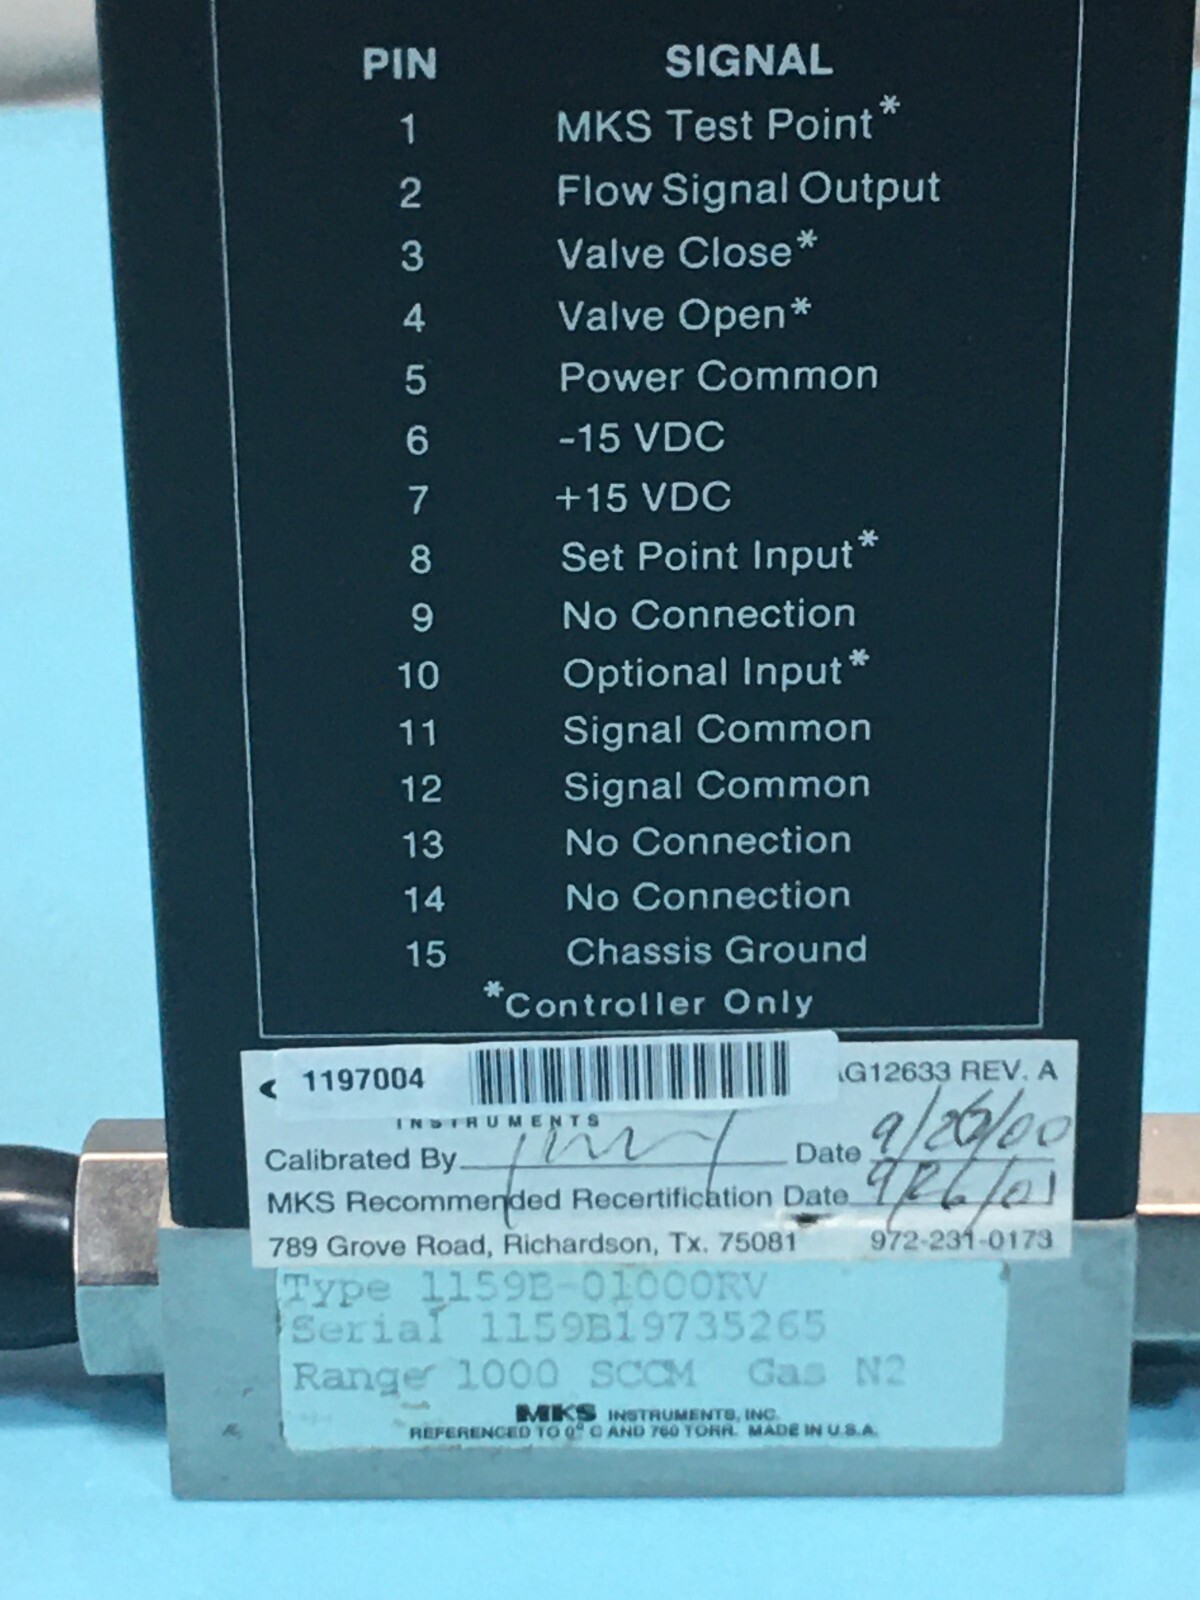 PIN SIGNAL
1 MKS Test Point*
2 Flow Signal Output
3 Valve Close*
4 Valve Open*
5 Power Common
6 -15 VDC
7 +15 VDC
8 Set Point Input*
9 No Connection
10 Optional Input*
11 Signal Common
12 Signal Common
13 No Connection
14 No Connection
15 Chassis Ground
*Controller Only
< 1197004 G12633 REV. A
INSTRUMENTS
Calibrated By Date 9/26/00
MKS Recommended Recertification Date 9/26/01
789 Grove Road, Richardson, Tx. 75081 972-231-0173
Type 1159B-01000RV
Serial 1159B19735265
Range 1000 SCCM Gas N2
MKS INSTRUMENTS, INC.
REFERENCED TO 0° C AND 760 TORR. MADE IN U.S.A.